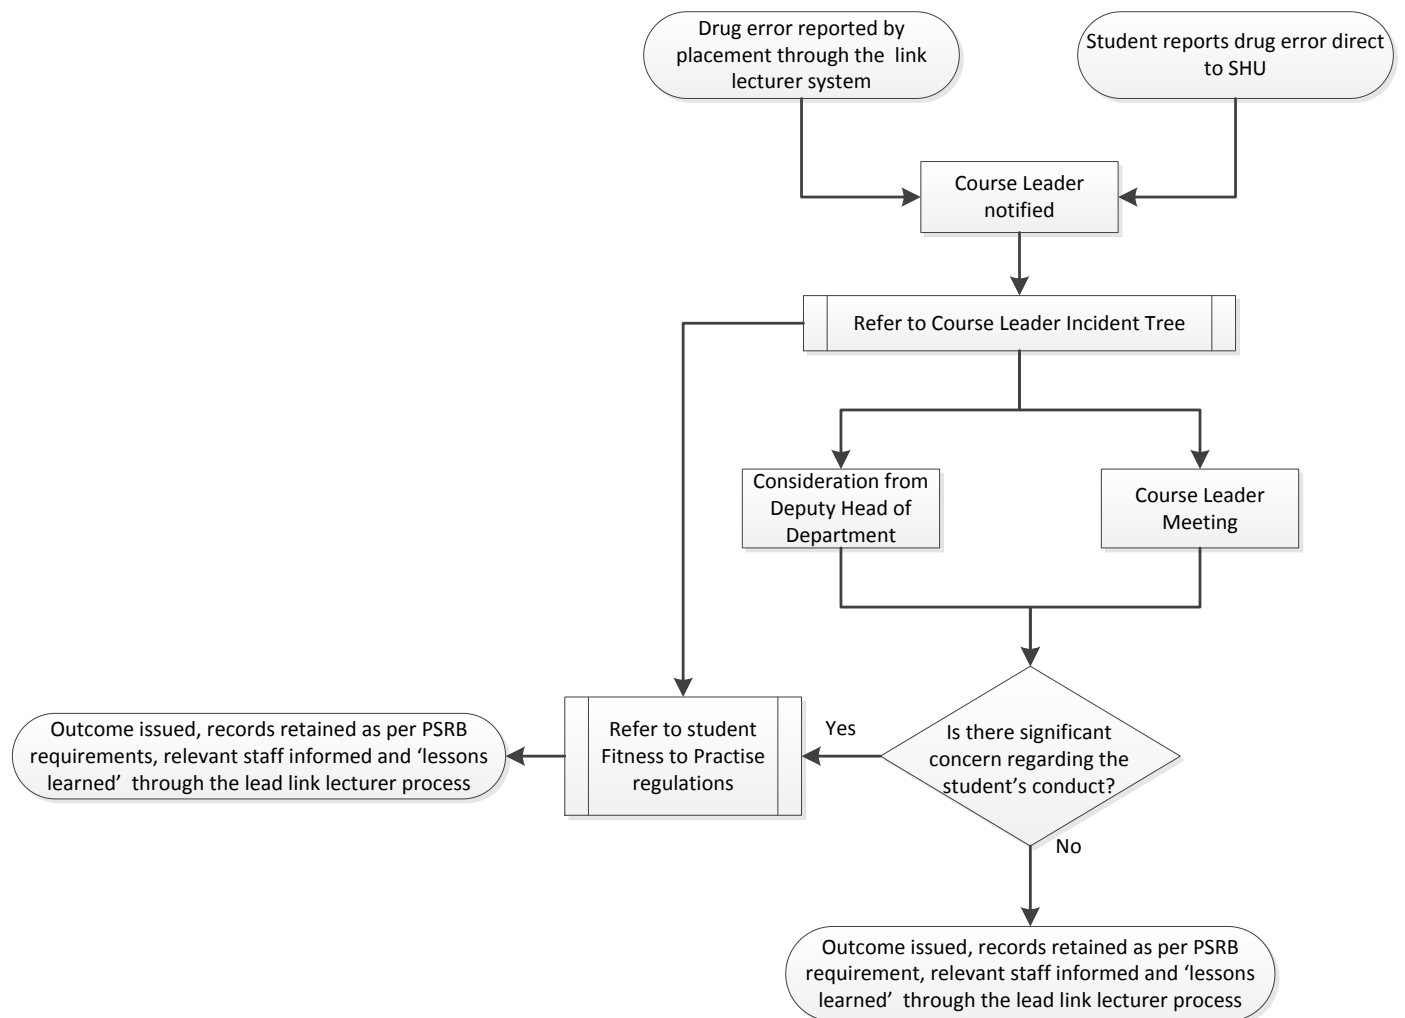 Drug error reported by
placement through the link
lecturer system
Student reports drug error direct
to SHU
Course Leader
notified
Refer to Course Leader Incident Tree
Consideration from
Deputy Head of
Department
Course Leader
Meeting
Is there significant
concern regarding the
student’s conduct?
Yes
Refer to student
Fitness to Practise
regulations
Outcome issued, records retained as per PSRB
requirements, relevant staff informed and ‘lessons
learned’ through the lead link lecturer process
No
Outcome issued, records retained as per PSRB
requirement, relevant staff informed and ‘lessons
learned’ through the lead link lecturer process